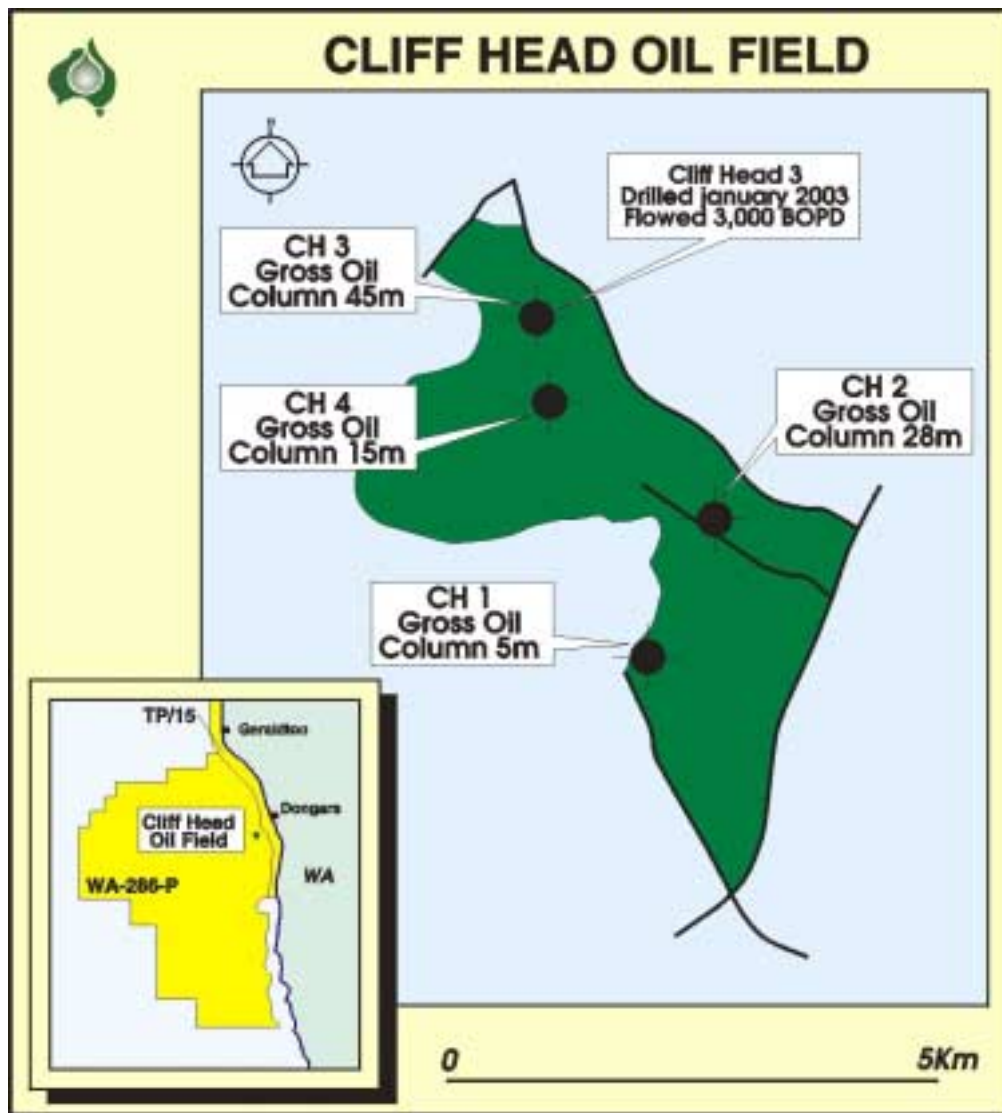 CLIFF HEAD OIL FIELD
N
Cliff Head 3
Drilled january 2003
Flowed 3,000 BOPD
CH 3
Gross Oil
Column 45m
CH 4
Gross Oil
Column 15m
CH 2
Gross Oil
Column 28m
CH 1
Gross Oil
Column 5m
TP/15
Geraldton
Dongara
Cliff Head
Oil Field
WA-286-P
WA
0
5Km